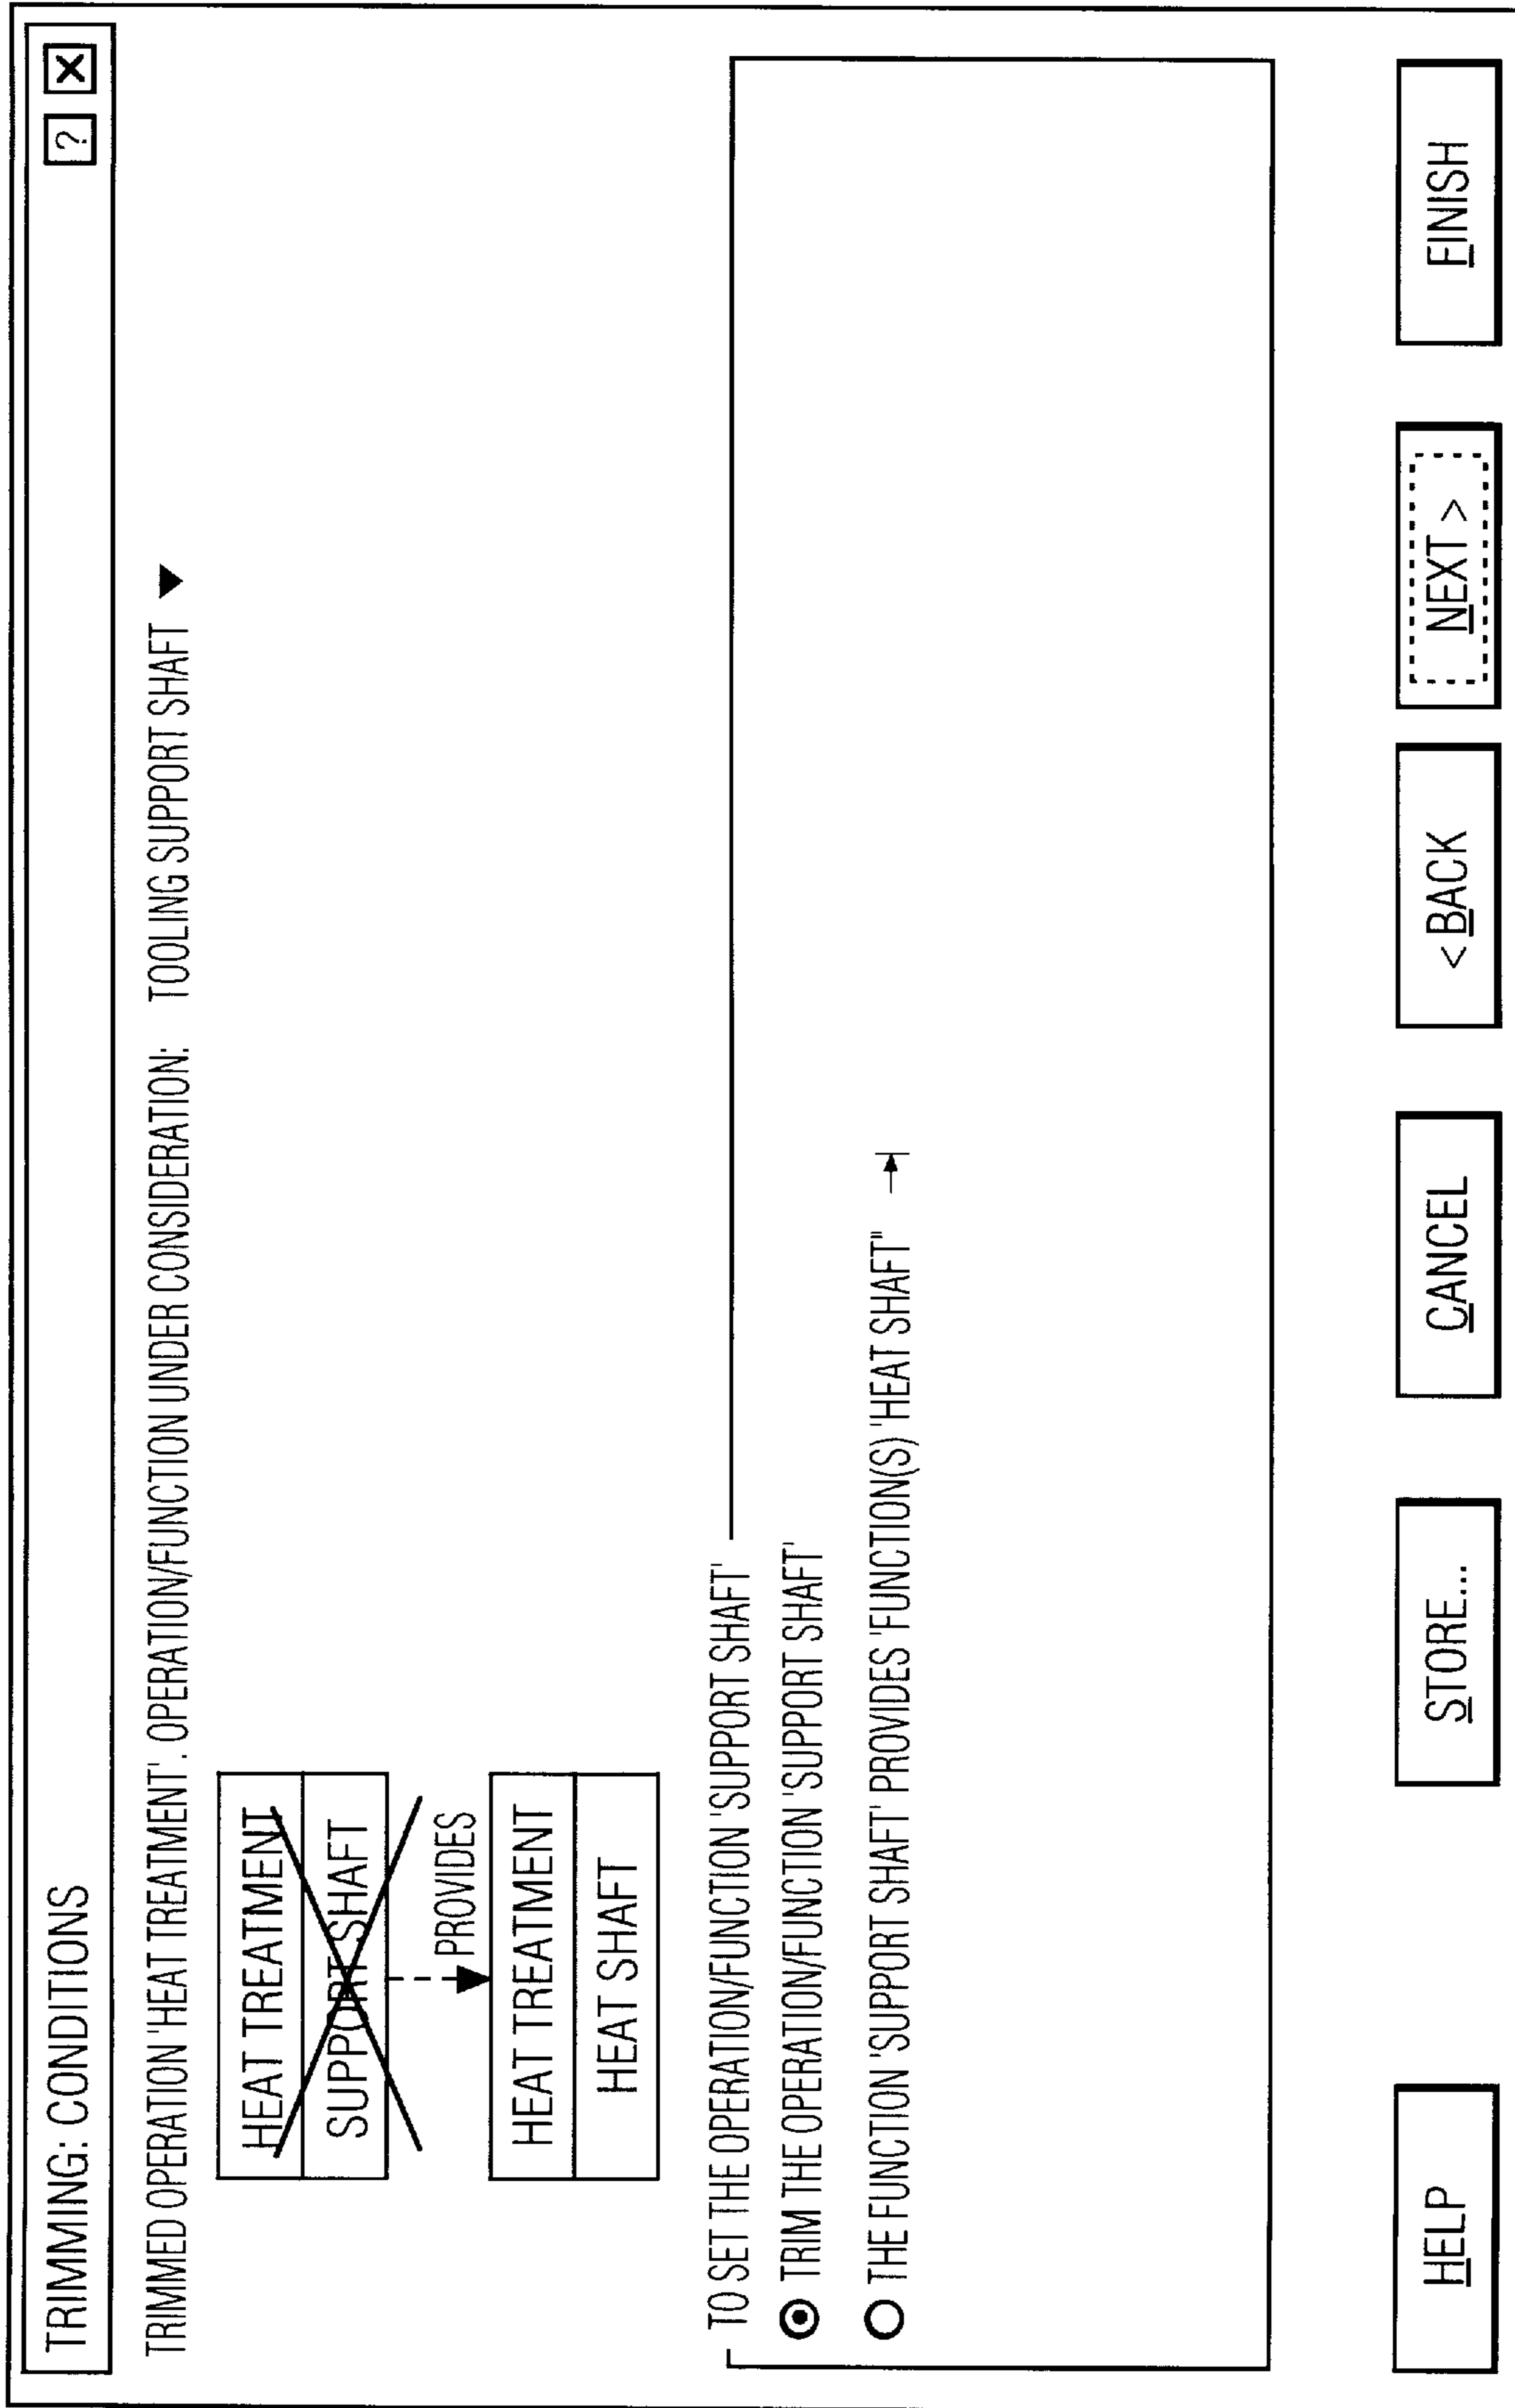 TRIMMING: CONDITIONS
? X
TRIMMED OPERATION 'HEAT TREATMENT'. OPERATION/FUNCTION UNDER CONSIDERATION: TOOLING SUPPORT SHAFT
HEAT TREATMENT
SUPPORT SHAFT
PROVIDES
HEAT TREATMENT
HEAT SHAFT
TO SET THE OPERATION/FUNCTION 'SUPPORT SHAFT'
TRIM THE OPERATION/FUNCTION 'SUPPORT SHAFT'
THE FUNCTION 'SUPPORT SHAFT' PROVIDES 'FUNCTION(S) 'HEAT SHAFT"
HELP STORE... CANCEL < BACK NEXT > FINISH